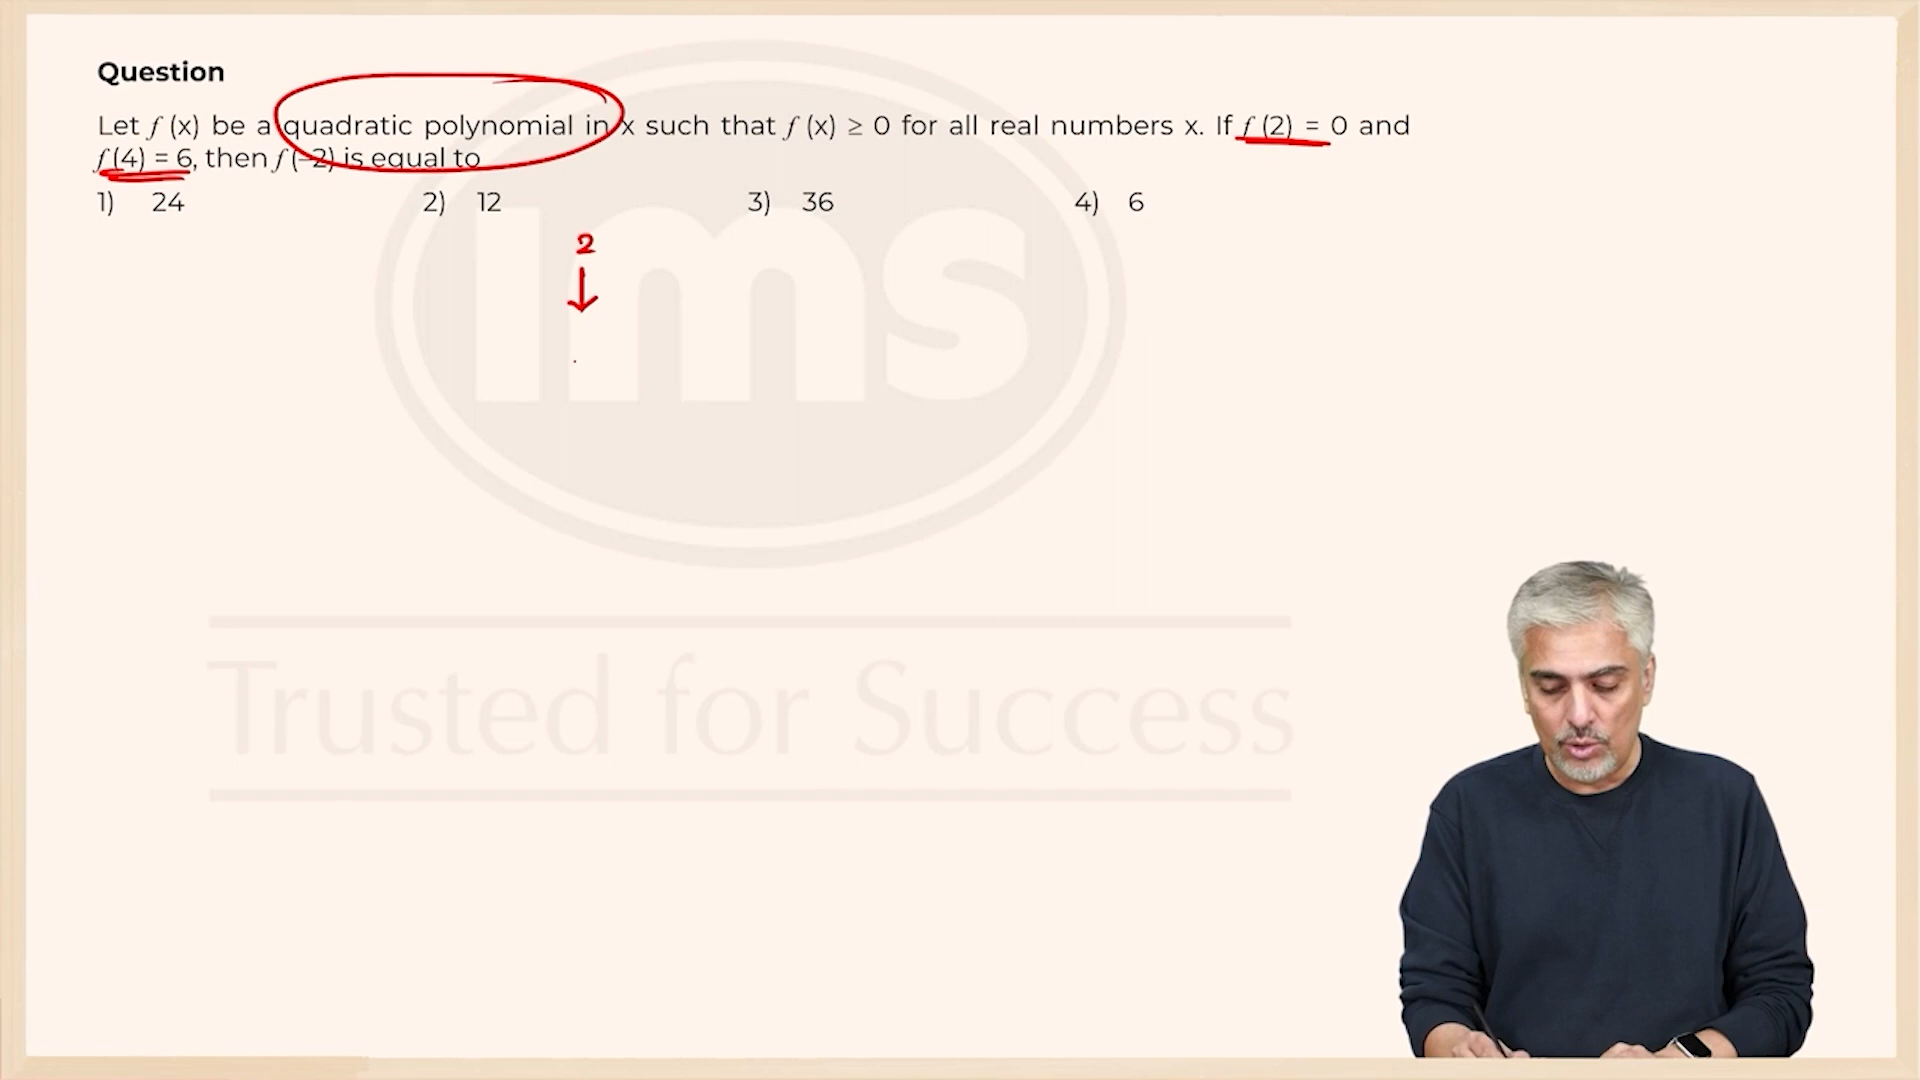 Question
Let f (x) be a quadratic polynomial in x such that f (x) ≥ 0 for all real numbers x. If f (2) = 0 and
f (4) = 6, then f (–2) is equal to
1) 24 2) 12 3) 36 4) 6
2
ims
Trusted for Success